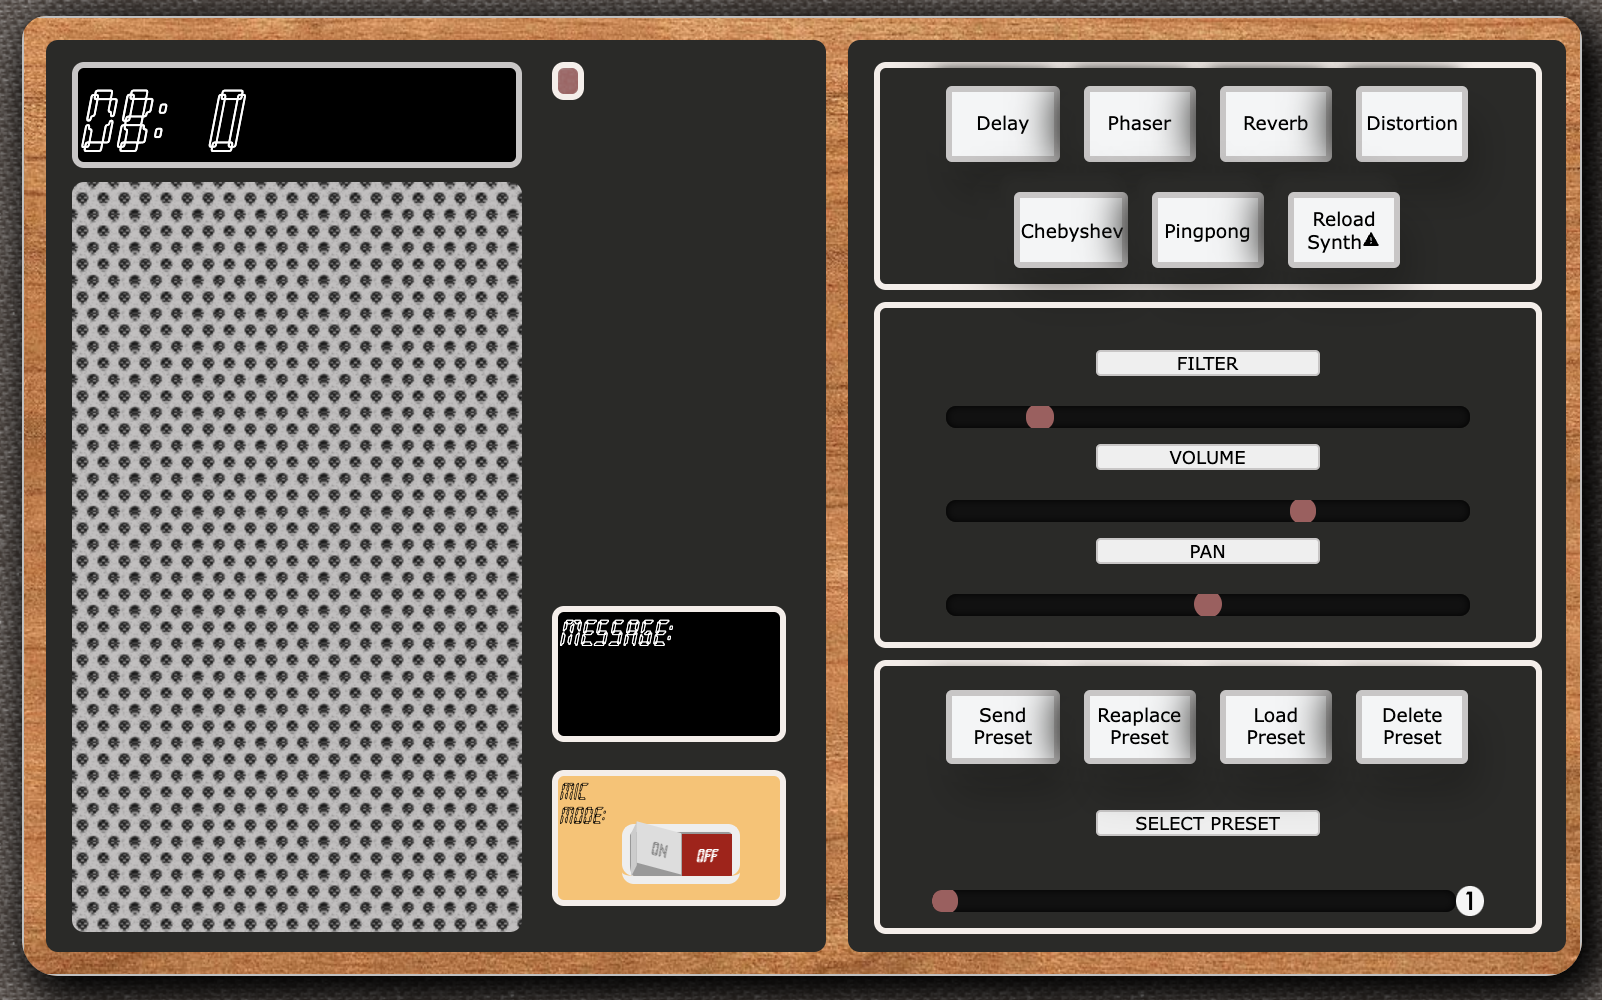 08: 0
MESSAGE:
MIC
MODE:
ON OFF
Delay Phaser Reverb Distortion
Chebyshev Pingpong Reload
Synth
FILTER
VOLUME
PAN
Send Reaplace Load Delete
Preset Preset Preset Preset
SELECT PRESET
1